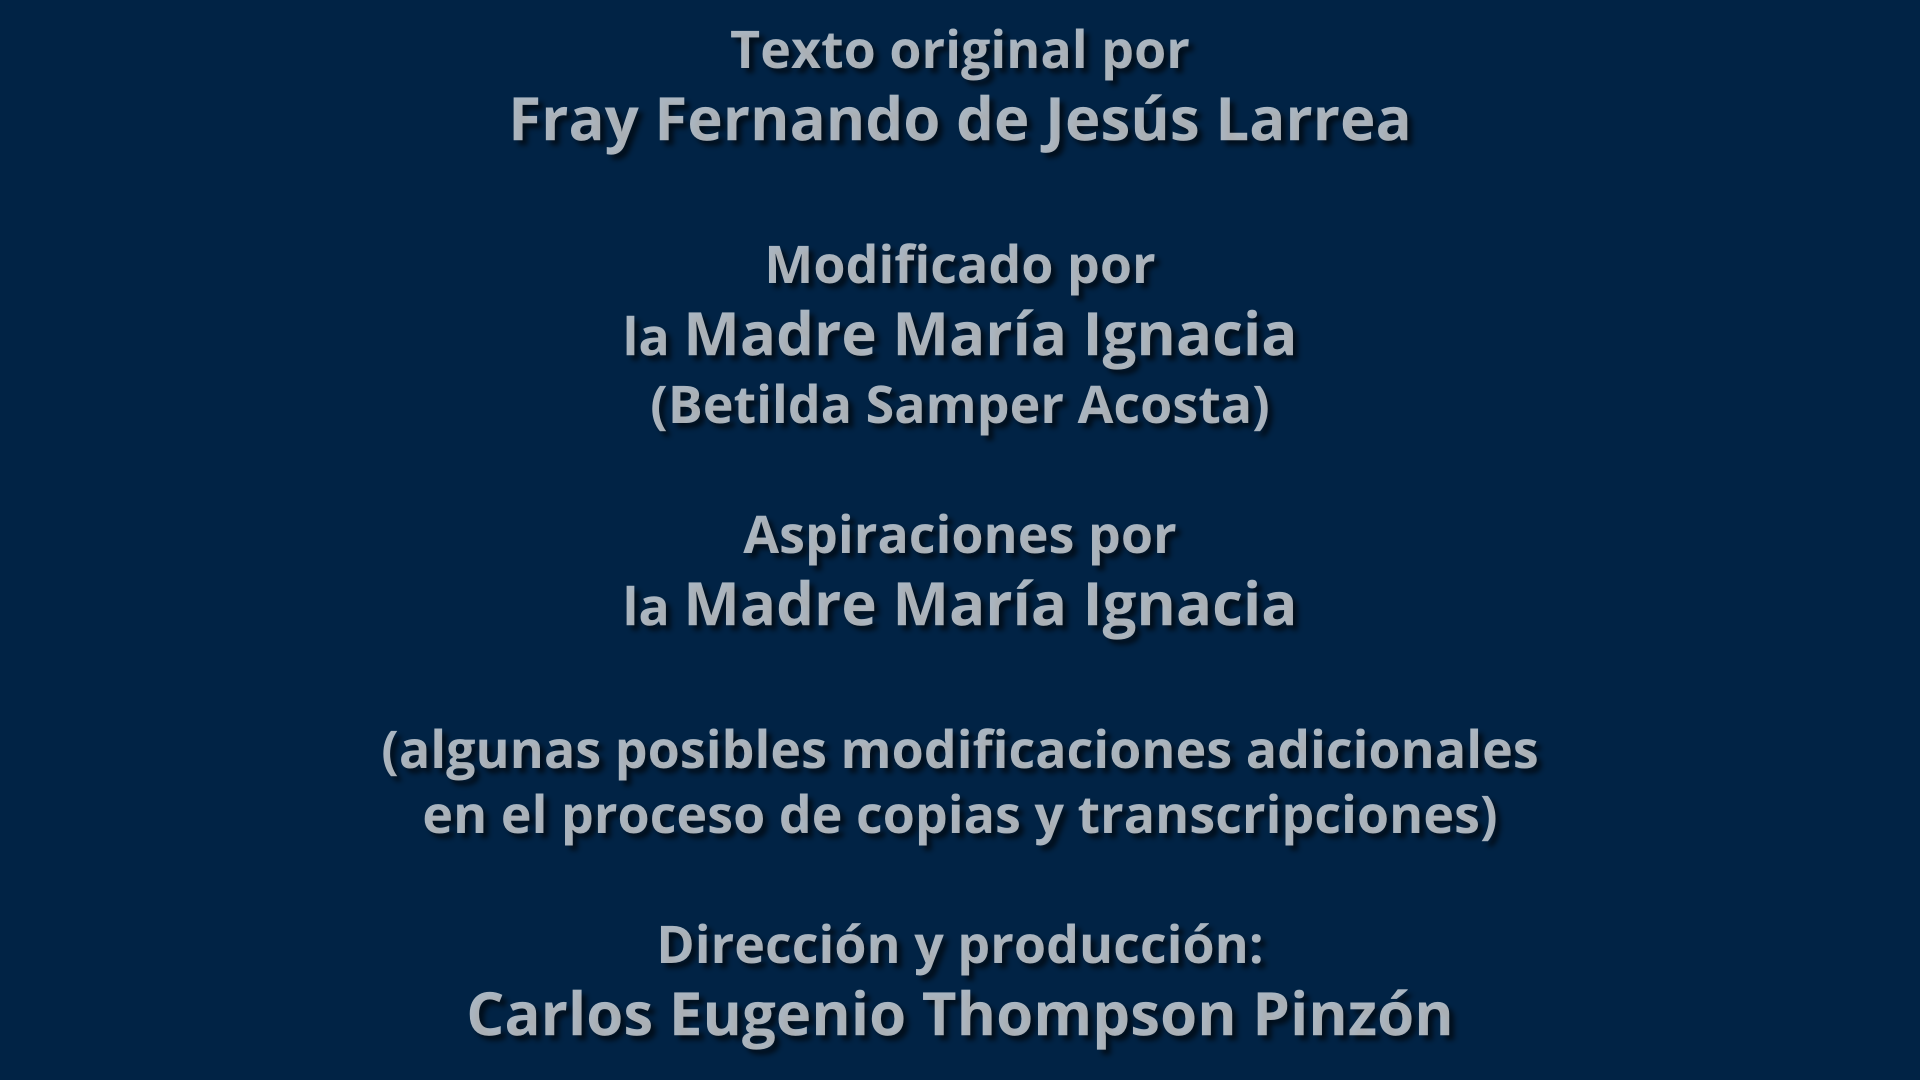 Texto original por
Fray Fernando de Jesús Larrea
Modificado por
la Madre María Ignacia
(Betilda Samper Acosta)
Aspiraciones por
la Madre María Ignacia
(algunas posibles modificaciones adicionales
en el proceso de copias y transcripciones)
Dirección y producción:
Carlos Eugenio Thompson Pinzón